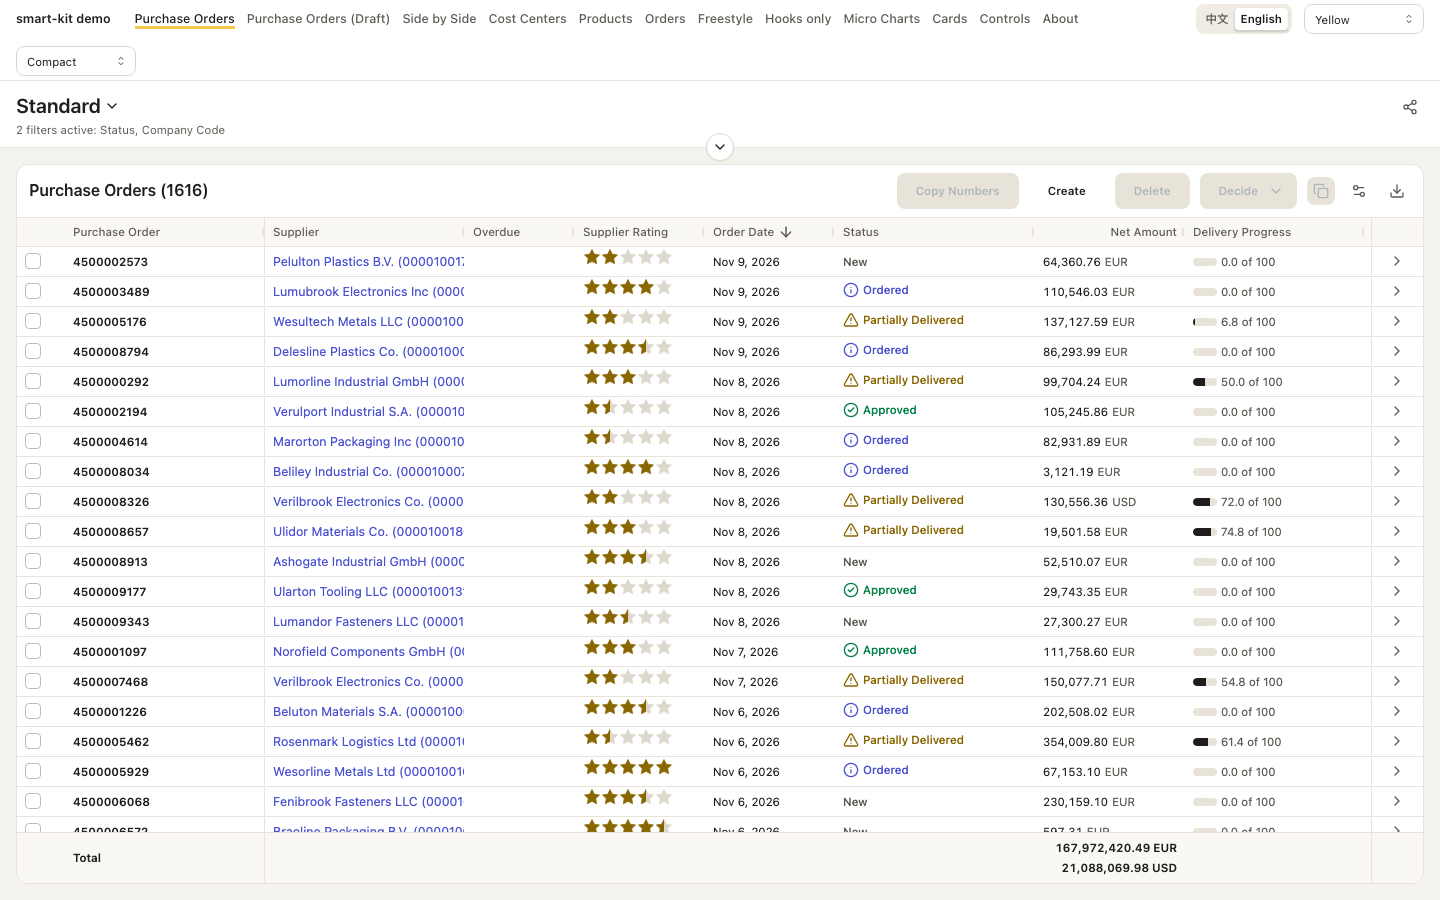 smart-kit demo Purchase Orders Purchase Orders (Draft) Side by Side Cost Centers Products Orders Freestyle Hooks only Micro Charts Cards Controls About 中文 English Yellow
Compact
Standard
2 filters active: Status, Company Code
Purchase Orders (1616) Copy Numbers Create Delete Decide
Purchase Order Supplier Overdue Supplier Rating Order Date Status Net Amount Delivery Progress
4500002573 Pelulton Plastics B.V. (000010017 Nov 9, 2026 New 64,360.76 EUR 0.0 of 100
4500003489 Lumubrook Electronics Inc (000 Nov 9, 2026 Ordered 110,546.03 EUR 0.0 of 100
4500005176 Wesultech Metals LLC (0000100 Nov 9, 2026 Partially Delivered 137,127.59 EUR 6.8 of 100
4500008794 Delesline Plastics Co. (0000100 Nov 9, 2026 Ordered 86,293.99 EUR 0.0 of 100
4500000292 Lumorline Industrial GmbH (000 Nov 8, 2026 Partially Delivered 99,704.24 EUR 50.0 of 100
4500002194 Verulport Industrial S.A. (000010 Nov 8, 2026 Approved 105,245.86 EUR 0.0 of 100
4500004614 Marorton Packaging Inc (000010 Nov 8, 2026 Ordered 82,931.89 EUR 0.0 of 100
4500008034 Beliley Industrial Co. (000010007 Nov 8, 2026 Ordered 3,121.19 EUR 0.0 of 100
4500008326 Verilbrook Electronics Co. (0000 Nov 8, 2026 Partially Delivered 130,556.36 USD 72.0 of 100
4500008657 Ulidor Materials Co. (000010018 Nov 8, 2026 Partially Delivered 19,501.58 EUR 74.8 of 100
4500008913 Ashogate Industrial GmbH (000 Nov 8, 2026 New 52,510.07 EUR 0.0 of 100
4500009177 Ularton Tooling LLC (000010013 Nov 8, 2026 Approved 29,743.35 EUR 0.0 of 100
4500009343 Lumandor Fasteners LLC (00001 Nov 8, 2026 New 27,300.27 EUR 0.0 of 100
4500001097 Norofield Components GmbH (0 Nov 7, 2026 Approved 111,758.60 EUR 0.0 of 100
4500007468 Verilbrook Electronics Co. (0000 Nov 7, 2026 Partially Delivered 150,077.71 EUR 54.8 of 100
4500001226 Beluton Materials S.A. (000010 Nov 6, 2026 Ordered 202,508.02 EUR 0.0 of 100
4500005462 Rosenmark Logistics Ltd (00001 Nov 6, 2026 Partially Delivered 354,009.80 EUR 61.4 of 100
4500005929 Wesorline Metals Ltd (00001001 Nov 6, 2026 Ordered 67,153.10 EUR 0.0 of 100
4500006068 Fenibrook Fasteners LLC (00001 Nov 6, 2026 New 230,159.10 EUR 0.0 of 100
4500006572 Braeline Packaging B.V. (000010 Nov 6, 2026 New 597.31 EUR 0.0 of 100
Total 167,972,420.49 EUR
21,088,069.98 USD